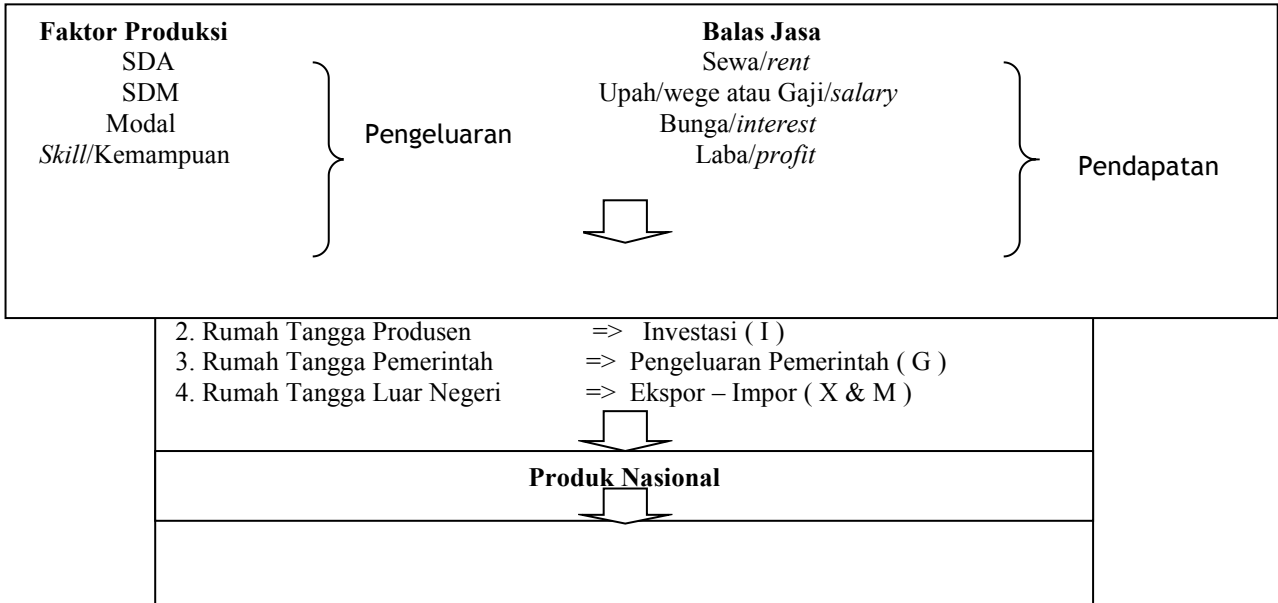 Faktor Produksi Balas Jasa
SDA Sewa/rent
SDM Upah/wege atau Gaji/salary
Modal Bunga/interest
Skill/Kemampuan Laba/profit
Pengeluaran
Pendapatan
2. Rumah Tangga Produsen => Investasi ( I )
3. Rumah Tangga Pemerintah => Pengeluaran Pemerintah ( G )
4. Rumah Tangga Luar Negeri => Ekspor – Impor ( X & M )
Produk Nasional